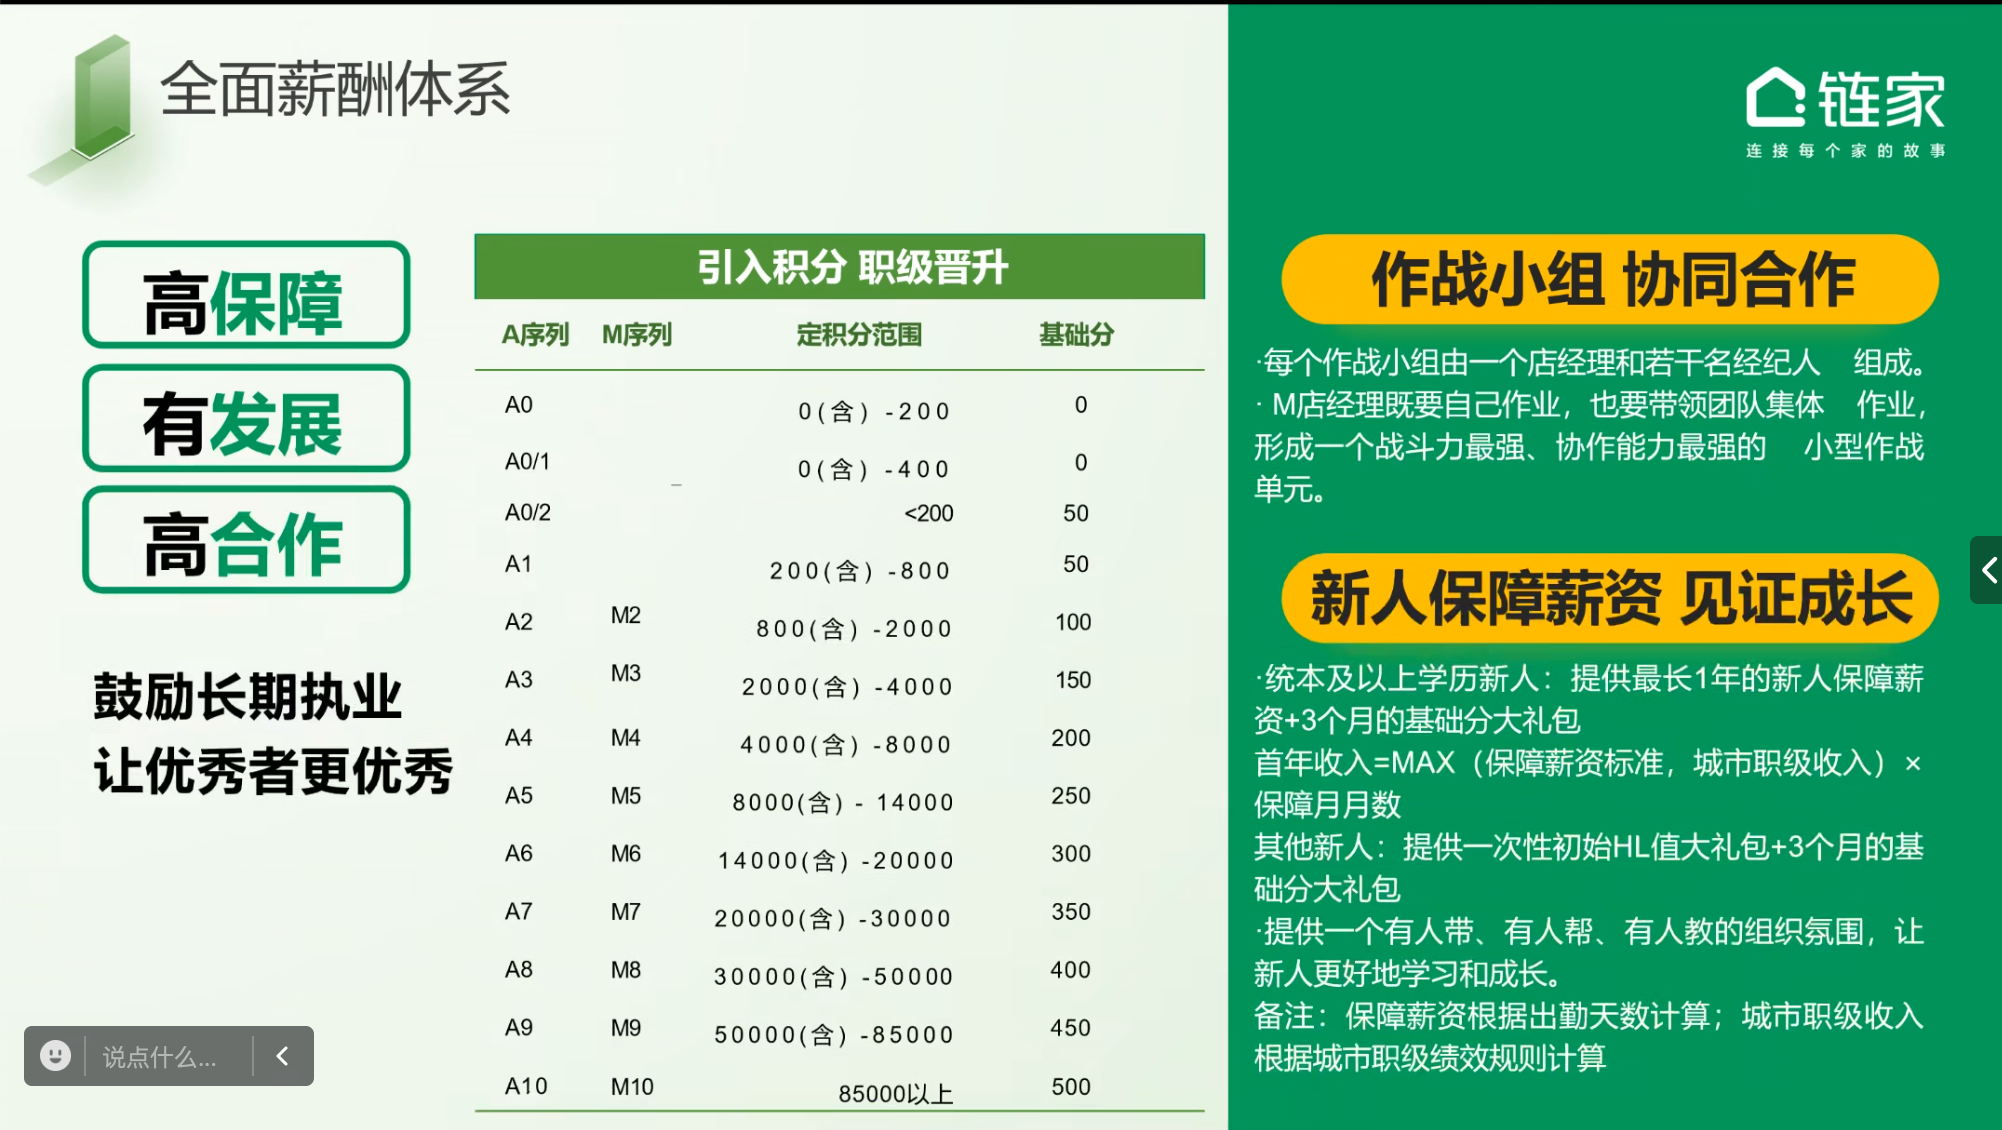 全面薪酬体系
链家
连接每个家的故事
高保障
有发展
高合作
鼓励长期执业
让优秀者更优秀
引入积分 职级晋升
A序列 M序列 定积分范围 基础分
A0 0(含) -200 0
A0/1 0(含) -400 0
A0/2 <200 50
A1 200(含) -800 50
A2 M2 800(含) -2000 100
A3 M3 2000(含) -4000 150
A4 M4 4000(含) -8000 200
A5 M5 8000(含) - 14000 250
A6 M6 14000(含) -20000 300
A7 M7 20000(含) -30000 350
A8 M8 30000(含) -50000 400
A9 M9 50000(含) -85000 450
A10 M10 85000以上 500
作战小组 协同合作
·每个作战小组由一个店经理和若干名经纪人 组成。
· M店经理既要自己作业，也要带领团队集体 作业，
形成一个战斗力最强、协作能力最强的 小型作战
单元。
新人保障薪资 见证成长
·统本及以上学历新人：提供最长1年的新人保障薪
资+3个月的基础分大礼包
首年收入=MAX（保障薪资标准，城市职级收入）×
保障月月数
其他新人：提供一次性初始HL值大礼包+3个月的基
础分大礼包
·提供一个有人带、有人帮、有人教的组织氛围，让
新人更好地学习和成长。
备注：保障薪资根据出勤天数计算；城市职级收入
根据城市职级绩效规则计算
说点什么...